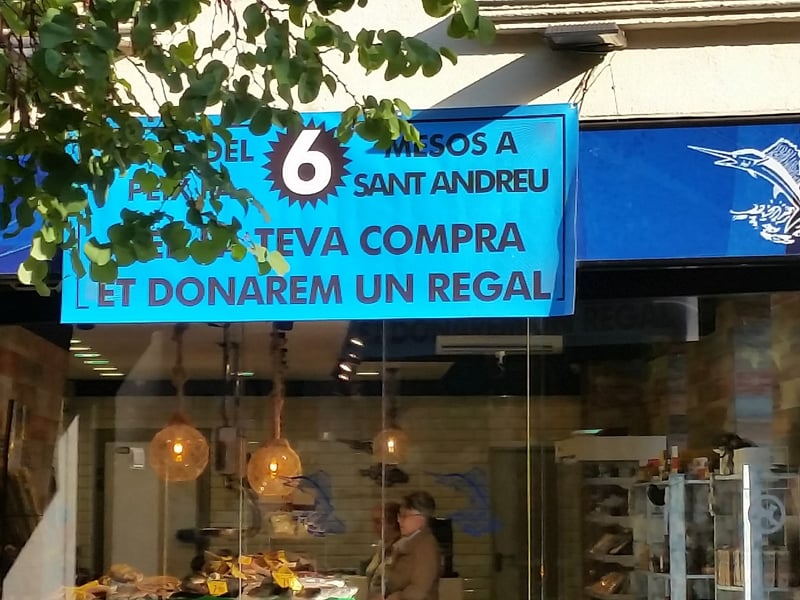 DEL 6 MESOS A
SANT ANDREU
TEVA COMPRA
ET DONAREM UN REGAL